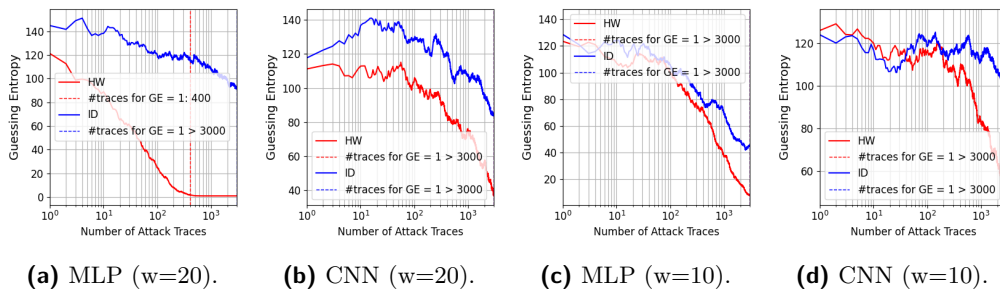 Guessing Entropy
140
120
100
80
60
40
20
0
HW
#traces for GE = 1: 400
ID
#traces for GE = 1 > 3000
10^0 10^1 10^2 10^3
Number of Attack Traces
(a) MLP (w=20).
Guessing Entropy
140
120
100
80
60
40
HW
#traces for GE = 1 > 3000
ID
#traces for GE = 1 > 3000
10^0 10^1 10^2 10^3
Number of Attack Traces
(b) CNN (w=20).
Guessing Entropy
140
120
100
80
60
40
20
HW
#traces for GE = 1 > 3000
ID
#traces for GE = 1 > 3000
10^0 10^1 10^2 10^3
Number of Attack Traces
(c) MLP (w=10).
Guessing Entropy
120
100
80
60
HW
#traces for GE = 1 > 3000
ID
#traces for GE = 1 > 3000
10^0 10^1 10^2 10^3
Number of Attack Traces
(d) CNN (w=10).